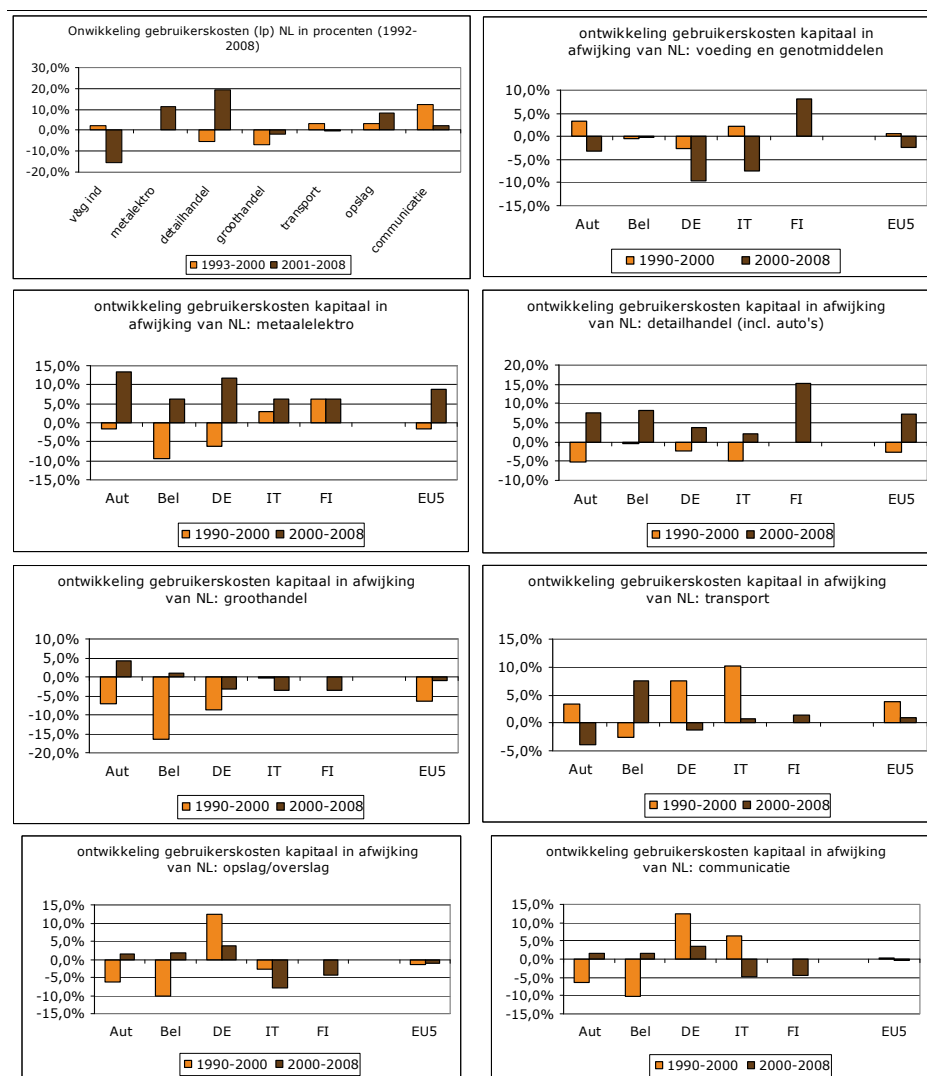 Onwikkeling gebruikerskosten (lp) NL in procenten (1992-
2008)
30,0%
20,0%
10,0%
0,0%
-10,0%
-20,0%
v&g ind
metalektro
detailhandel
groothandel
transport
opslag
communicatie
1993-2000 2001-2008
ontwikkeling gebruikerskosten kapitaal in
afwijking van NL: voeding en genotmiddelen
10,0%
5,0%
0,0%
-5,0%
-10,0%
-15,0%
Aut Bel DE IT FI EU5
1990-2000 2000-2008
ontwikkeling gebruikerskosten kapitaal in
afwijking van NL: metaalelektro
15,0%
10,0%
5,0%
0,0%
-5,0%
-10,0%
-15,0%
Aut Bel DE IT FI EU5
1990-2000 2000-2008
ontwikkeling gebruikerskosten kapitaal in afwijking
van NL: detailhandel (incl. auto's)
20,0%
15,0%
10,0%
5,0%
0,0%
-5,0%
-10,0%
Aut Bel DE IT FI EU5
1990-2000 2000-2008
ontwikkeling gebruikerskosten kapitaal in afwijking
van NL: groothandel
10,0%
5,0%
0,0%
-5,0%
-10,0%
-15,0%
-20,0%
Aut Bel DE IT FI EU5
1990-2000 2000-2008
ontwikkeling gebruikerskosten kapitaal in afwijking
van NL: transport
15,0%
10,0%
5,0%
0,0%
-5,0%
Aut Bel DE IT FI EU5
1990-2000 2000-2008
ontwikkeling gebruikerskosten kapitaal in afwijking
van NL: opslag/overslag
15,0%
10,0%
5,0%
0,0%
-5,0%
-10,0%
-15,0%
Aut Bel DE IT FI EU5
1990-2000 2000-2008
ontwikkeling gebruikerskosten kapitaal in afwijking
van NL: communicatie
15,0%
10,0%
5,0%
0,0%
-5,0%
-10,0%
-15,0%
Aut Bel DE IT FI EU5
1990-2000 2000-2008